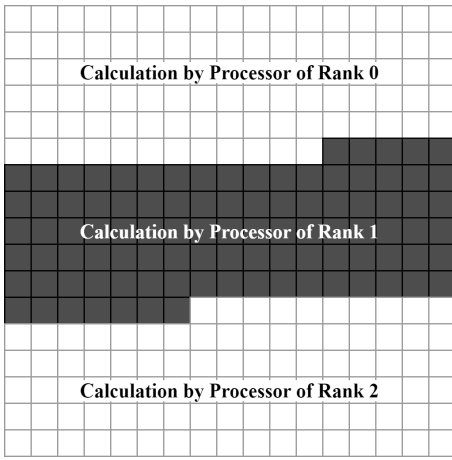 Calculation by Processor of Rank 0
Calculation by Processor of Rank 1
Calculation by Processor of Rank 2